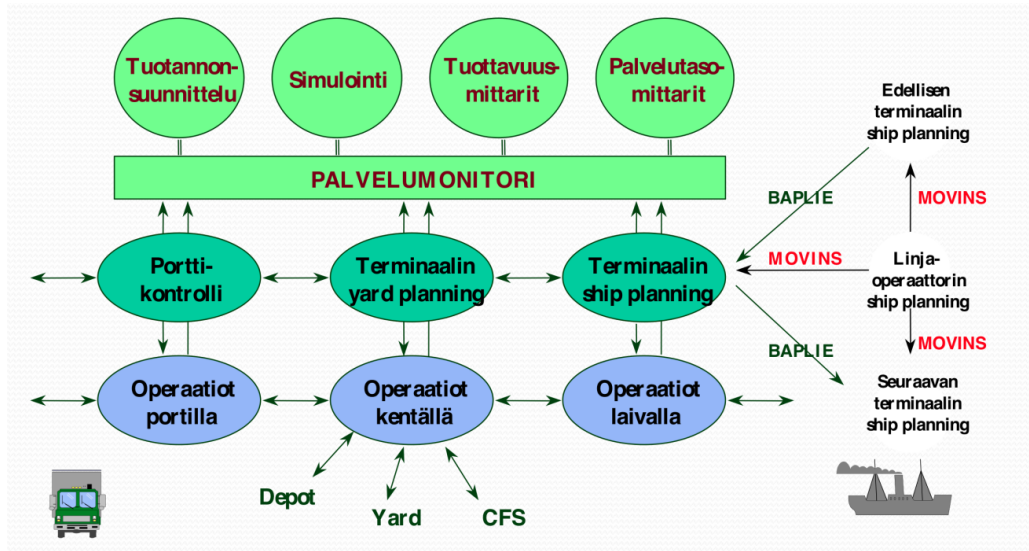 Tuotannon-
suunnittelu
Simulointi
Tuottavuus-
mittarit
Palvelutaso-
mittarit
PALVELUMONITORI
Edellisen
terminaalin
ship planning
BAPLIE
MOVINS
Portti-
kontrolli
Terminaalin
yard planning
Terminaalin
ship planning
MOVINS
Linja-
operaattorin
ship planning
BAPLIE
MOVINS
Operaatiot
portilla
Operaatiot
kentällä
Operaatiot
laivalla
Seuraavan
terminaalin
ship planning
Depot
Yard
CFS